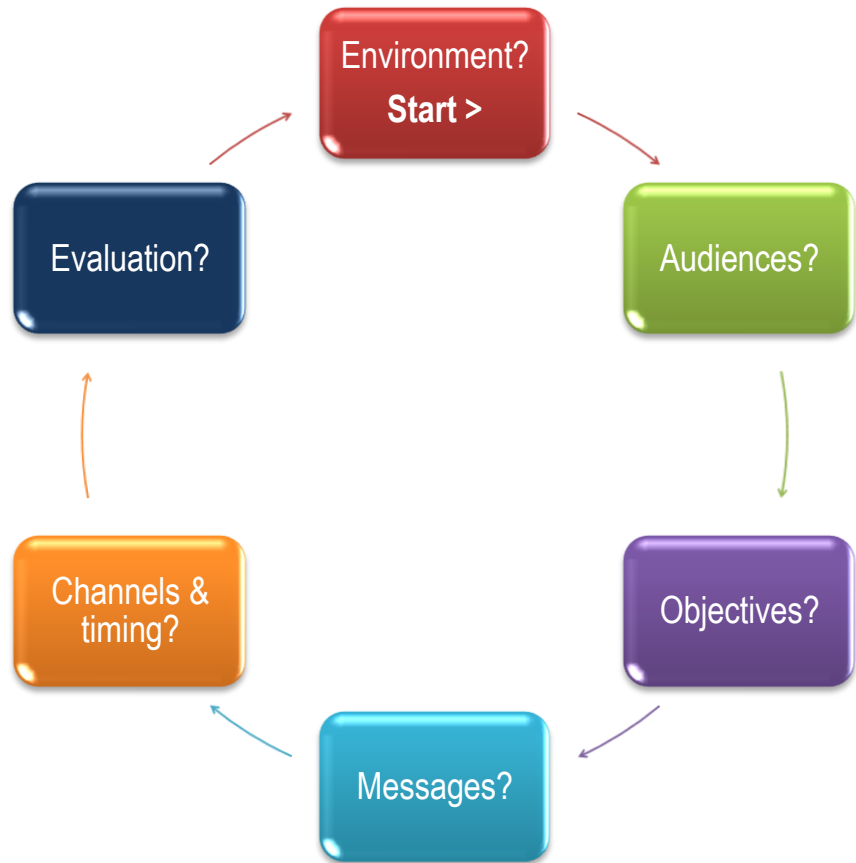 Environment?
Start >
Audiences?
Objectives?
Messages?
Channels &
timing?
Evaluation?